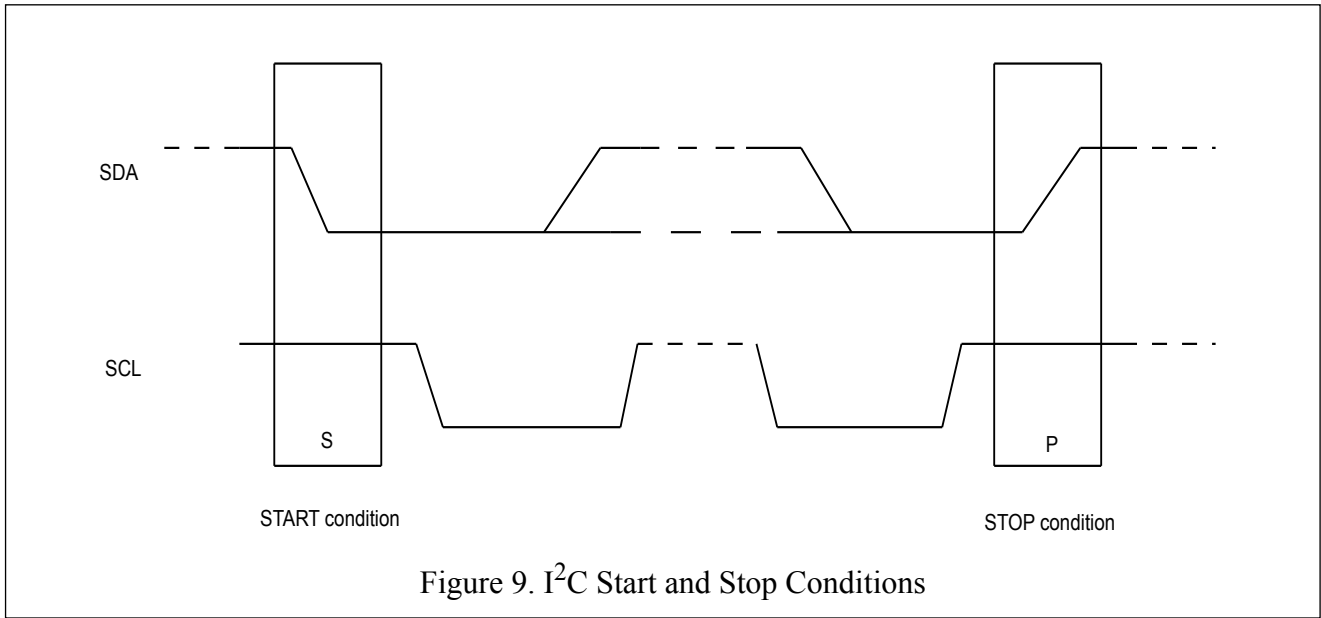 SDA
SCL
S
P
START condition
STOP condition
Figure 9. I²C Start and Stop Conditions